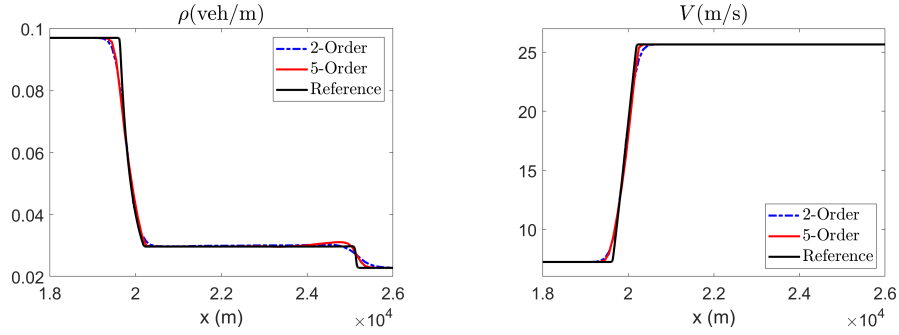 ρ(veh/m)
0.1
0.08
0.06
0.04
0.02
1.8 2 2.2 2.4 2.6
x (m) ×10^4
2-Order
5-Order
Reference
V(m/s)
25
20
15
10
1.8 2 2.2 2.4 2.6
x (m) ×10^4
2-Order
5-Order
Reference